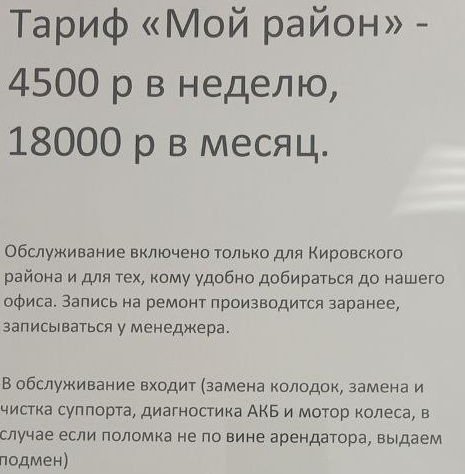 Тариф «Мой район» -
4500 р в неделю,
18000 р в месяц.
Обслуживание включено только для Кировского
района и для тех, кому удобно добираться до нашего
офиса. Запись на ремонт производится заранее,
записываться у менеджера.
В обслуживание входит (замена колодок, замена и
чистка суппорта, диагностика АКБ и мотор колеса, в
случае если поломка не по вине арендатора, выдаем
подмен)